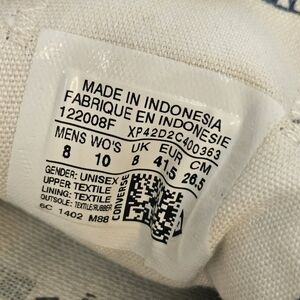 MADE IN INDONESIA
FABRIQUE EN INDONESIE
122008F XP42D2C400363
MENS WO'S UK EUR CM
8 10 8 41.5 26.5
GENDER: UNISEX
UPPER: TEXTILE
LINING: TEXTILE
OUTSOLE: TEXTILE/RUBBER
6C 1402 M88
CONVERSE